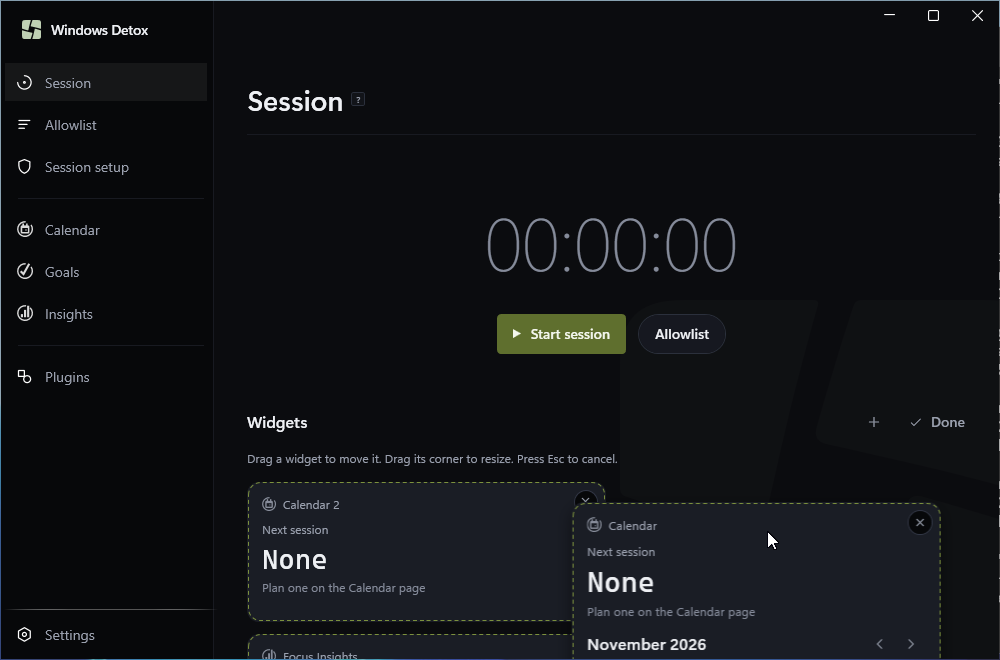 Windows Detox
Session
Allowlist
Session setup
Calendar
Goals
Insights
Plugins
Settings
Session ?
00:00:00
Start session
Allowlist
Widgets
Done
Drag a widget to move it. Drag its corner to resize. Press Esc to cancel.
Calendar 2
Next session
None
Plan one on the Calendar page
Focus Insights
Calendar
Next session
None
Plan one on the Calendar page
November 2026